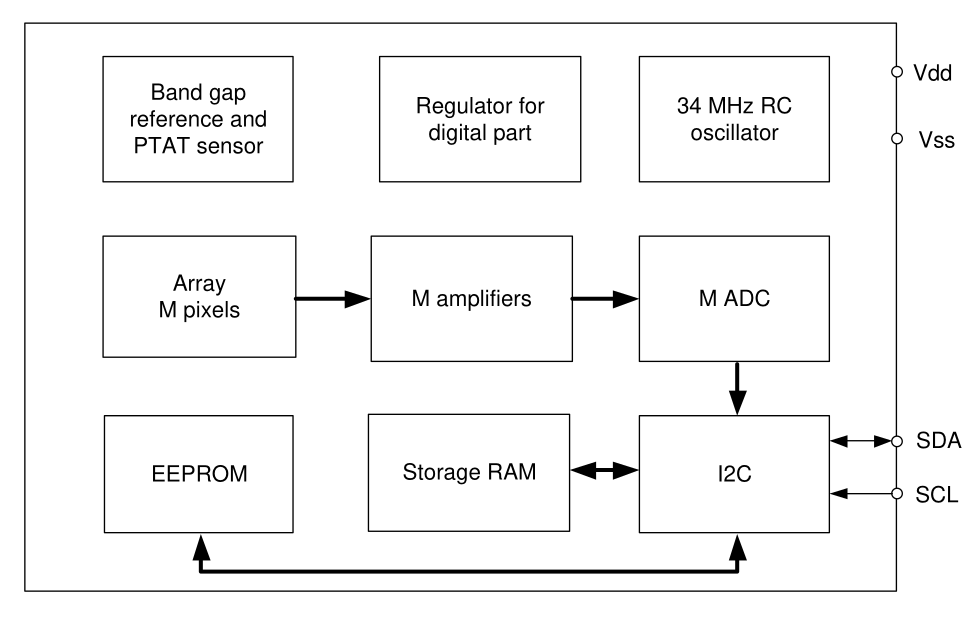 Band gap
reference and
PTAT sensor
Regulator for
digital part
34 MHz RC
oscillator
Vdd
Vss
Array
M pixels
M amplifiers
M ADC
EEPROM
Storage RAM
I2C
SDA
SCL